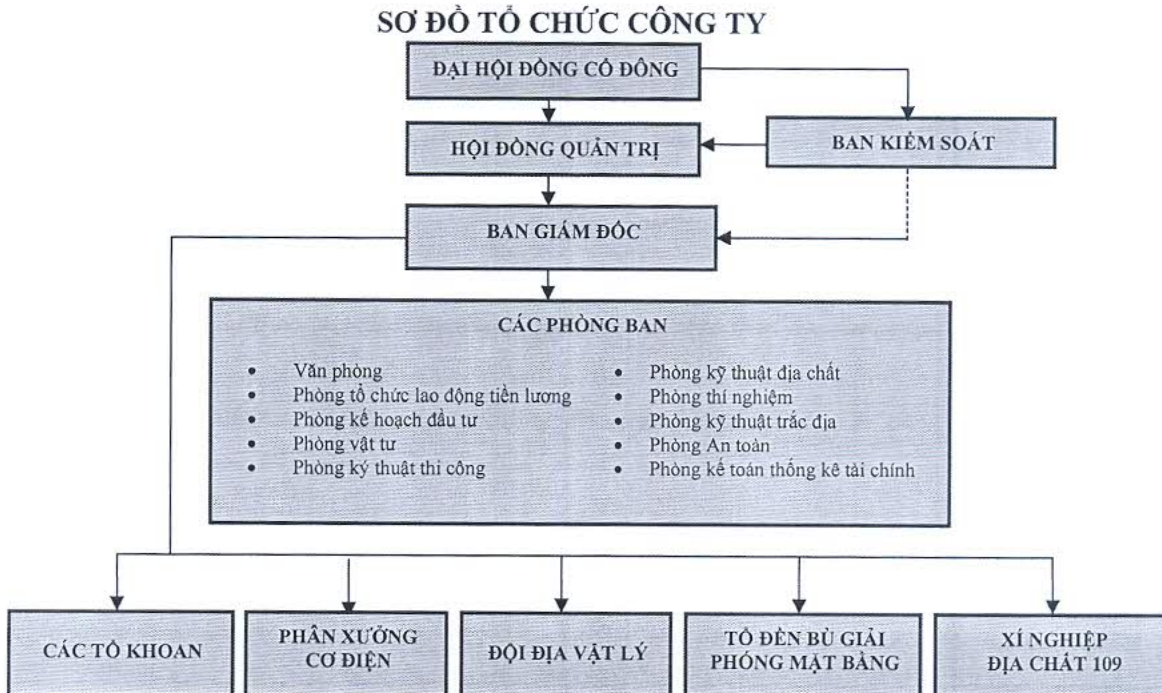 SƠ ĐỒ TỔ CHỨC CÔNG TY
ĐẠI HỘI ĐỒNG CỔ ĐÔNG
HỘI ĐỒNG QUẢN TRỊ
BAN KIỂM SOÁT
BAN GIÁM ĐỐC
CÁC PHÒNG BAN
• Văn phòng
• Phòng tổ chức lao động tiền lương
• Phòng kế hoạch đầu tư
• Phòng vật tư
• Phòng ký thuật thi công
• Phòng kỹ thuật địa chất
• Phòng thí nghiệm
• Phòng kỹ thuật trắc địa
• Phòng An toàn
• Phòng kế toán thống kê tài chính
CÁC TỔ KHOAN
PHÂN XƯỞNG
CƠ ĐIỆN
ĐỘI ĐỊA VẬT LÝ
TỔ ĐỀN BÙ GIẢI
PHÓNG MẶT BẰNG
XÍ NGHIỆP
ĐỊA CHẤT 109